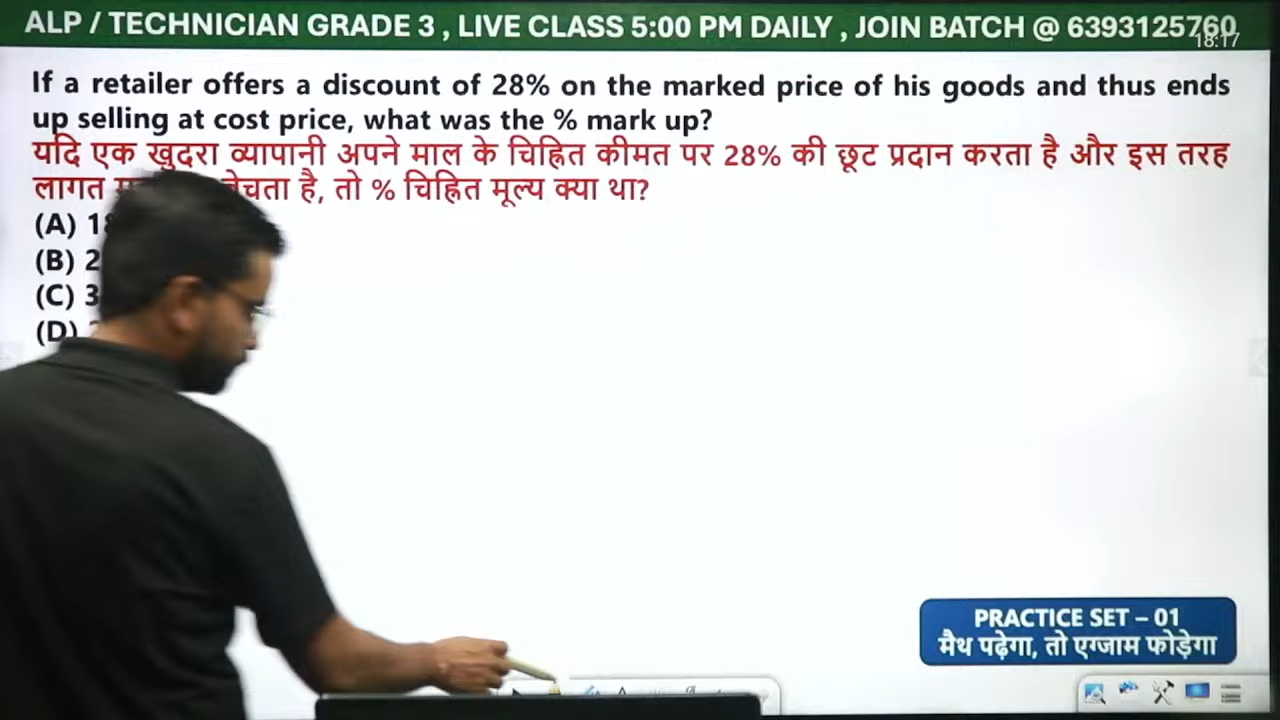 ALP / TECHNICIAN GRADE 3 , LIVE CLASS 5:00 PM DAILY , JOIN BATCH @ 6393125760
18:17
If a retailer offers a discount of 28% on the marked price of his goods and thus ends
up selling at cost price, what was the % mark up?
यदि एक खुदरा व्यापानी अपने माल के चिह्नित कीमत पर 28% की छूट प्रदान करता है और इस तरह
लागत है, तो % चिह्नित मूल्य क्या था?
(A)
(B)
(C)
(D)
PRACTICE SET – 01
मैथ पढ़ेगा, तो एग्जाम फोड़ेगा